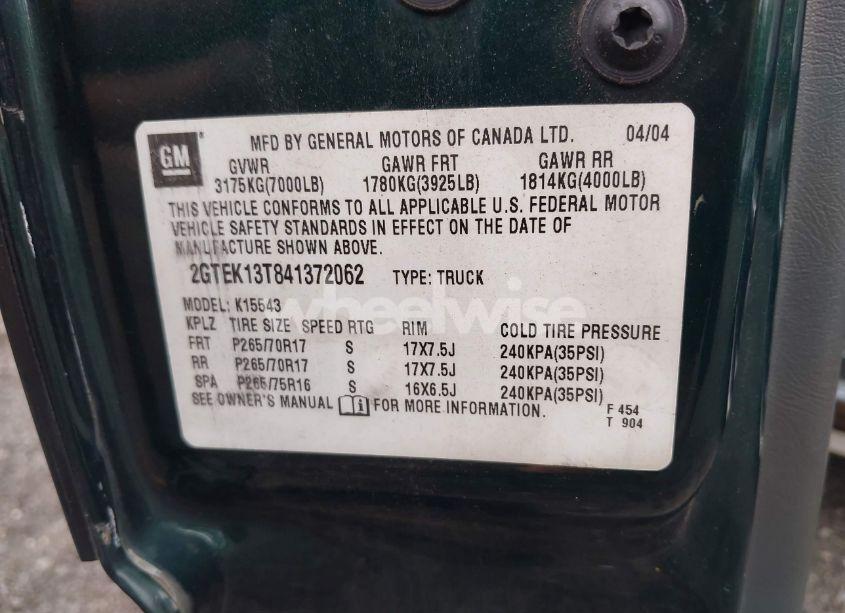 GM
MFD BY GENERAL MOTORS OF CANADA LTD. 04/04
GVWR GAWR FRT GAWR RR
3175KG(7000LB) 1780KG(3925LB) 1814KG(4000LB)
THIS VEHICLE CONFORMS TO ALL APPLICABLE U.S. FEDERAL MOTOR
VEHICLE SAFETY STANDARDS IN EFFECT ON THE DATE OF
MANUFACTURE SHOWN ABOVE.
2GTEK13T841372062 TYPE: TRUCK
wheelwise
MODEL: K15543
KPLZ TIRE SIZE SPEED RTG RIM COLD TIRE PRESSURE
FRT P265/70R17 S 17X7.5J 240KPA(35PSI)
RR P265/70R17 S 17X7.5J 240KPA(35PSI)
SPA P265/75R16 S 16X6.5J 240KPA(35PSI)
SEE OWNER'S MANUAL FOR MORE INFORMATION.
F 454
T 904